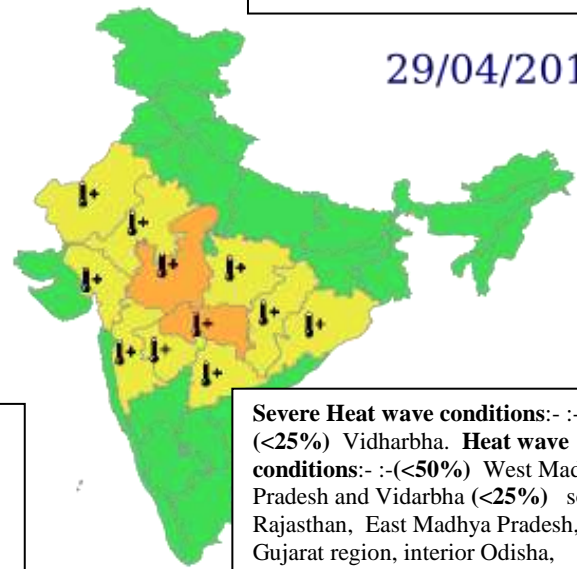 29/04/201
Severe Heat wave conditions:- :-
(<25%) Vidharbha. Heat wave
conditions:- :-(<50%) West Mad
Pradesh and Vidarbha (<25%) s
Rajasthan, East Madhya Pradesh,
Gujarat region, interior Odisha,